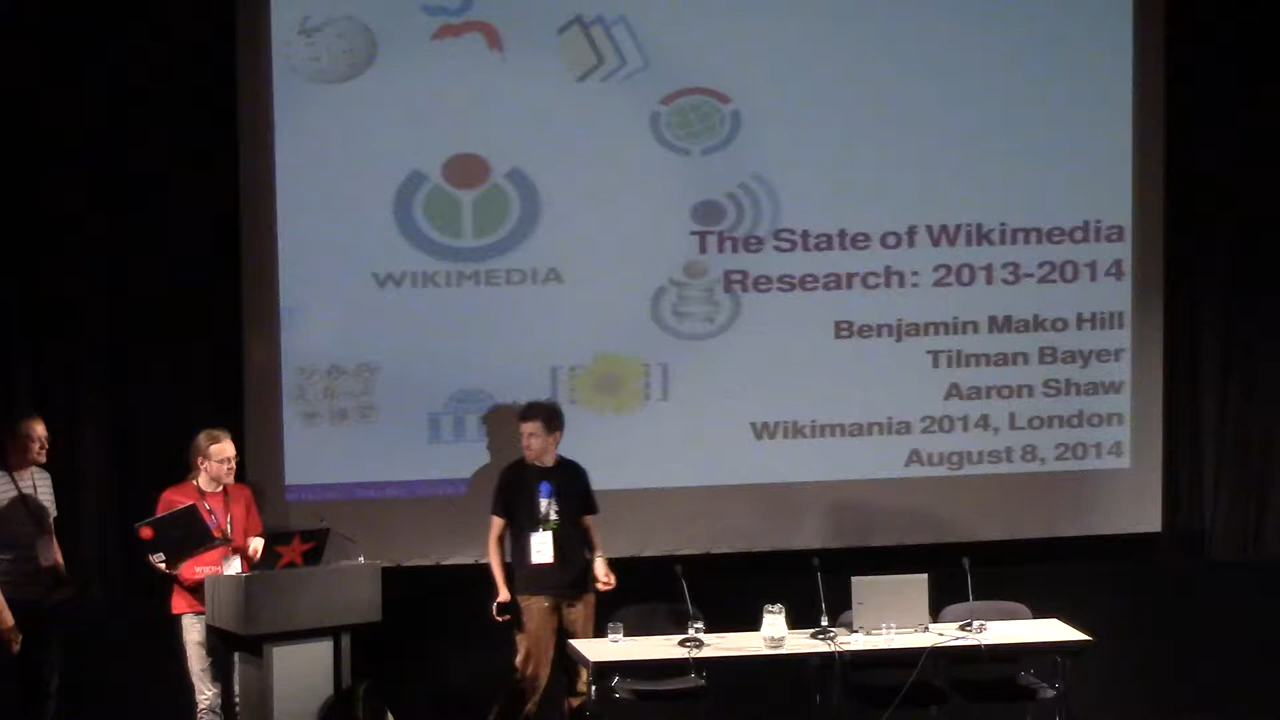 WIKIMEDIA
The State of Wikimedia
Research: 2013-2014
Benjamin Mako Hill
Tilman Bayer
Aaron Shaw
Wikimania 2014, London
August 8, 2014
WIKIM